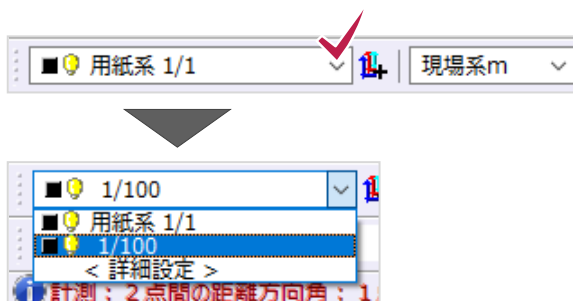 用紙系 1/1
現場系m
1/100
用紙系 1/1
1/100
< 詳細設定 >
計測：２点間の距離方向角：1